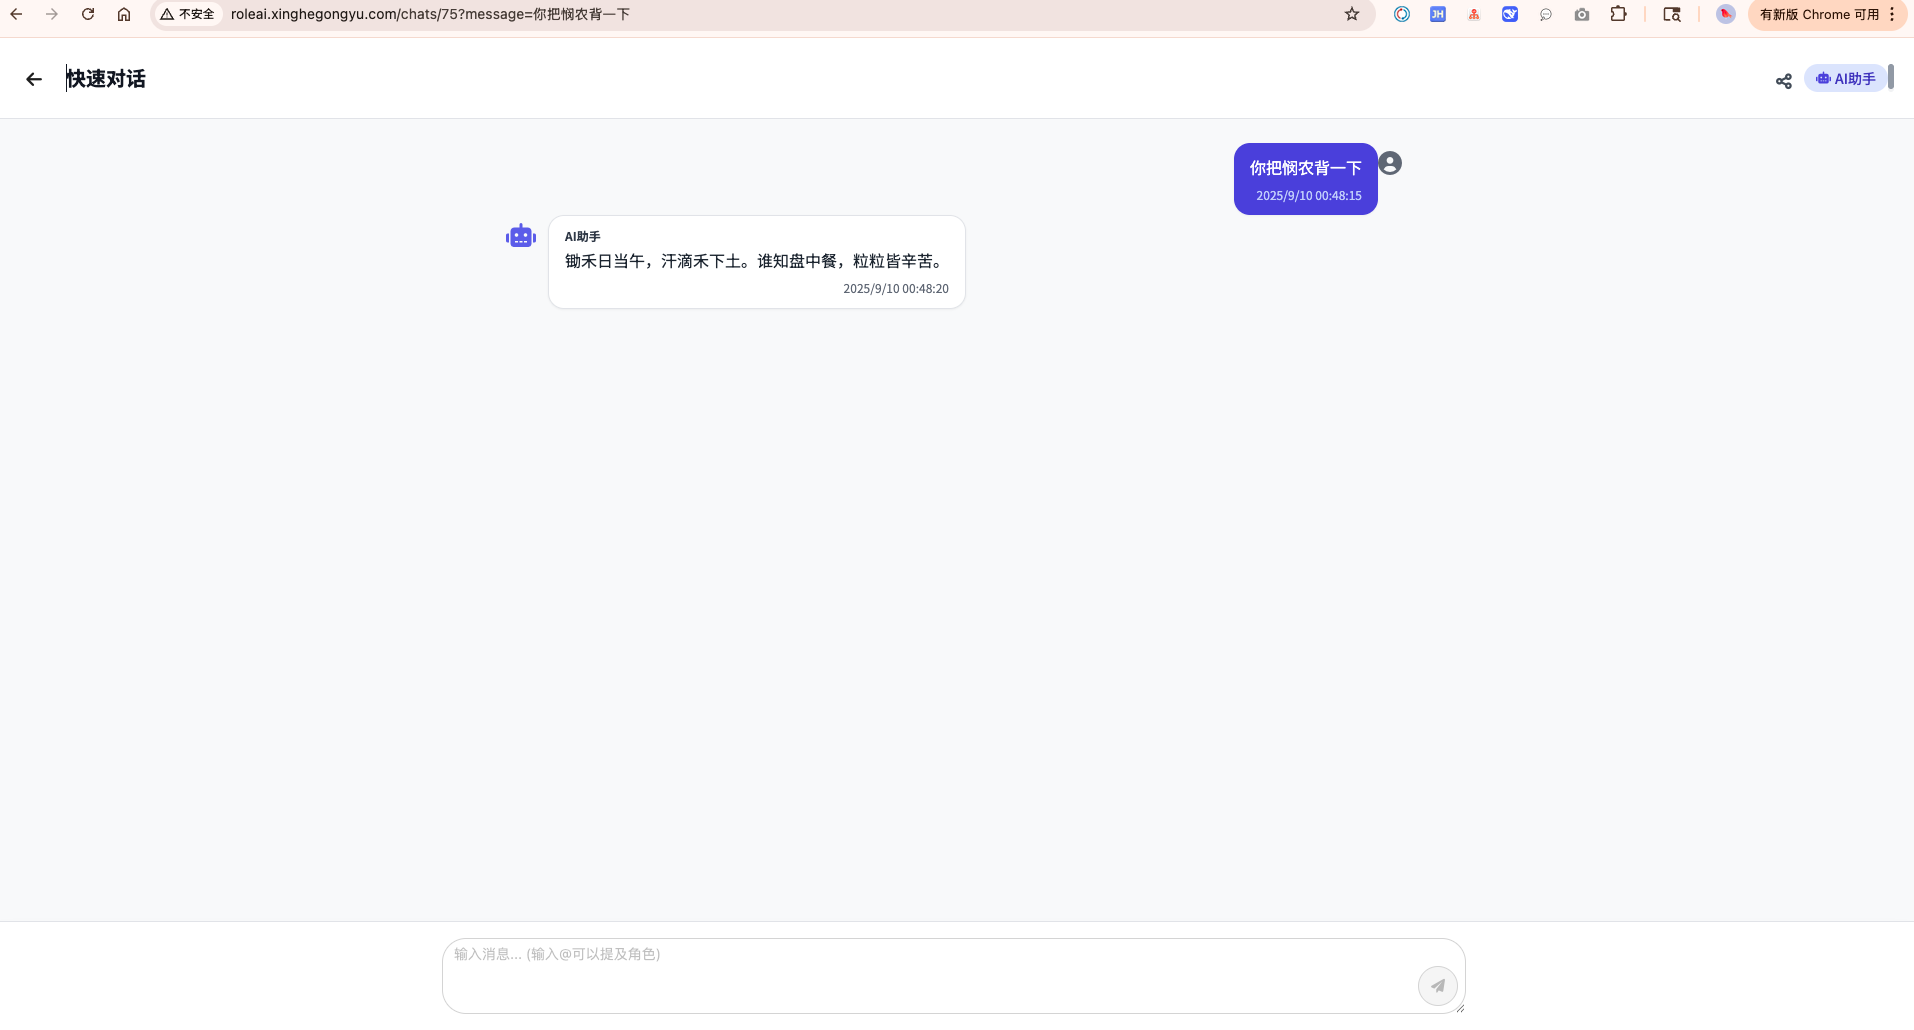 不安全
roleai.xinghegongyu.com/chats/75?message=你把悯农背一下
JH
有新版 Chrome 可用
快速对话
AI助手
你把悯农背一下
2025/9/10 00:48:15
AI助手
锄禾日当午，汗滴禾下土。谁知盘中餐，粒粒皆辛苦。
2025/9/10 00:48:20
输入消息... (输入@可以提及角色)